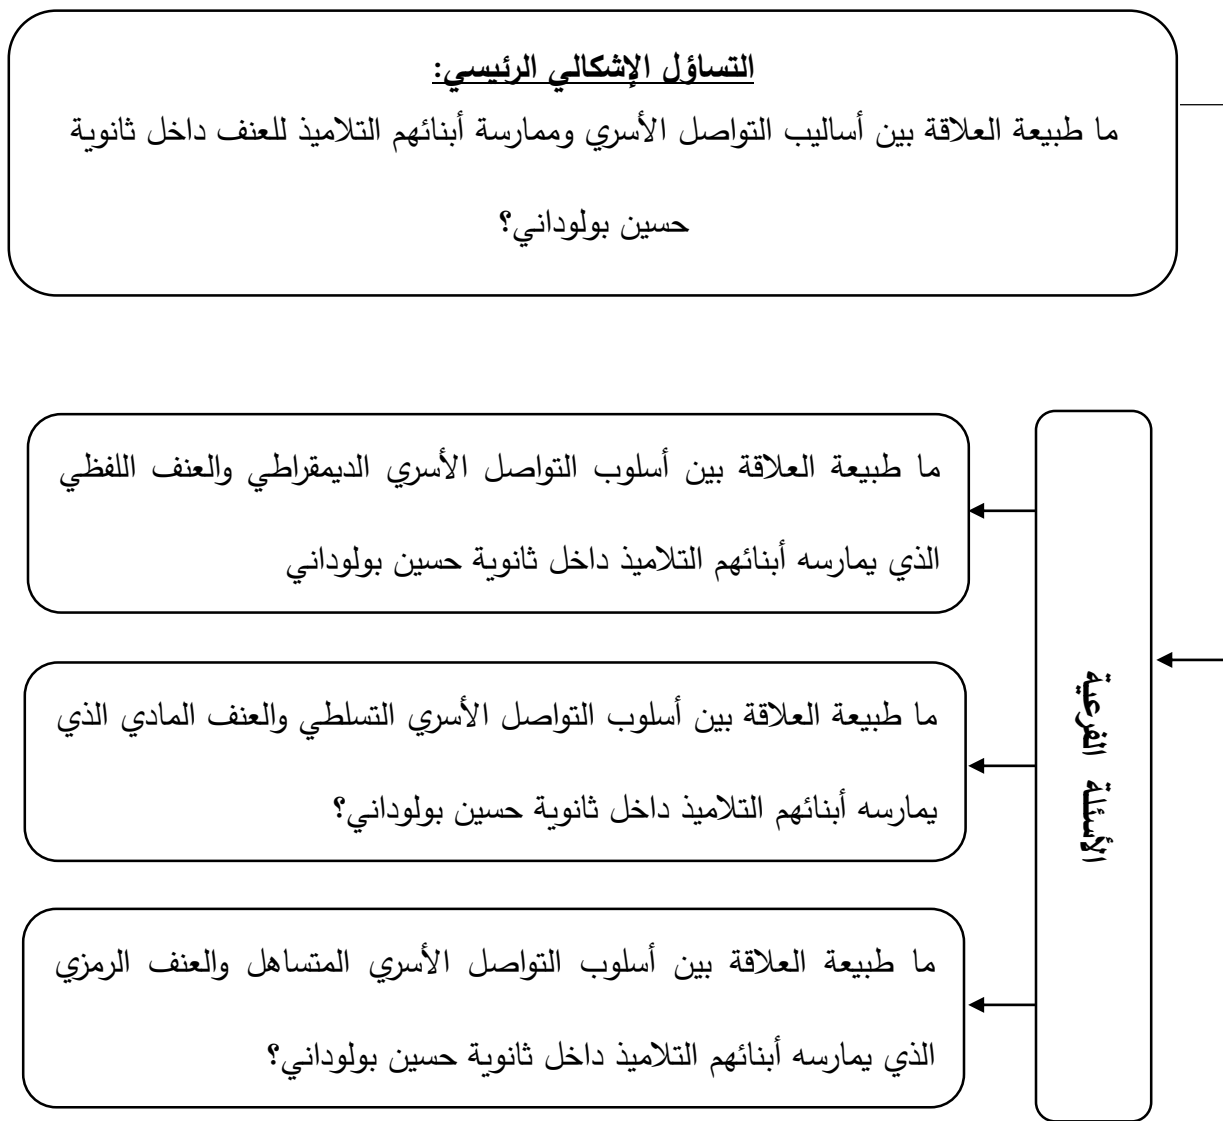 التساؤل الإشكالي الرئيسي:
ما طبيعة العلاقة بين أساليب التواصل الأسري وممارسة أبنائهم التلاميذ للعنف داخل ثانوية
حسين بولوداني؟
الأسئلة الفرعية
ما طبيعة العلاقة بين أسلوب التواصل الأسري الديمقراطي والعنف اللفظي
الذي يمارسه أبنائهم التلاميذ داخل ثانوية حسين بولوداني
ما طبيعة العلاقة بين أسلوب التواصل الأسري التسلطي والعنف المادي الذي
يمارسه أبنائهم التلاميذ داخل ثانوية حسين بولوداني؟
ما طبيعة العلاقة بين أسلوب التواصل الأسري المتساهل والعنف الرمزي
الذي يمارسه أبنائهم التلاميذ داخل ثانوية حسين بولوداني؟